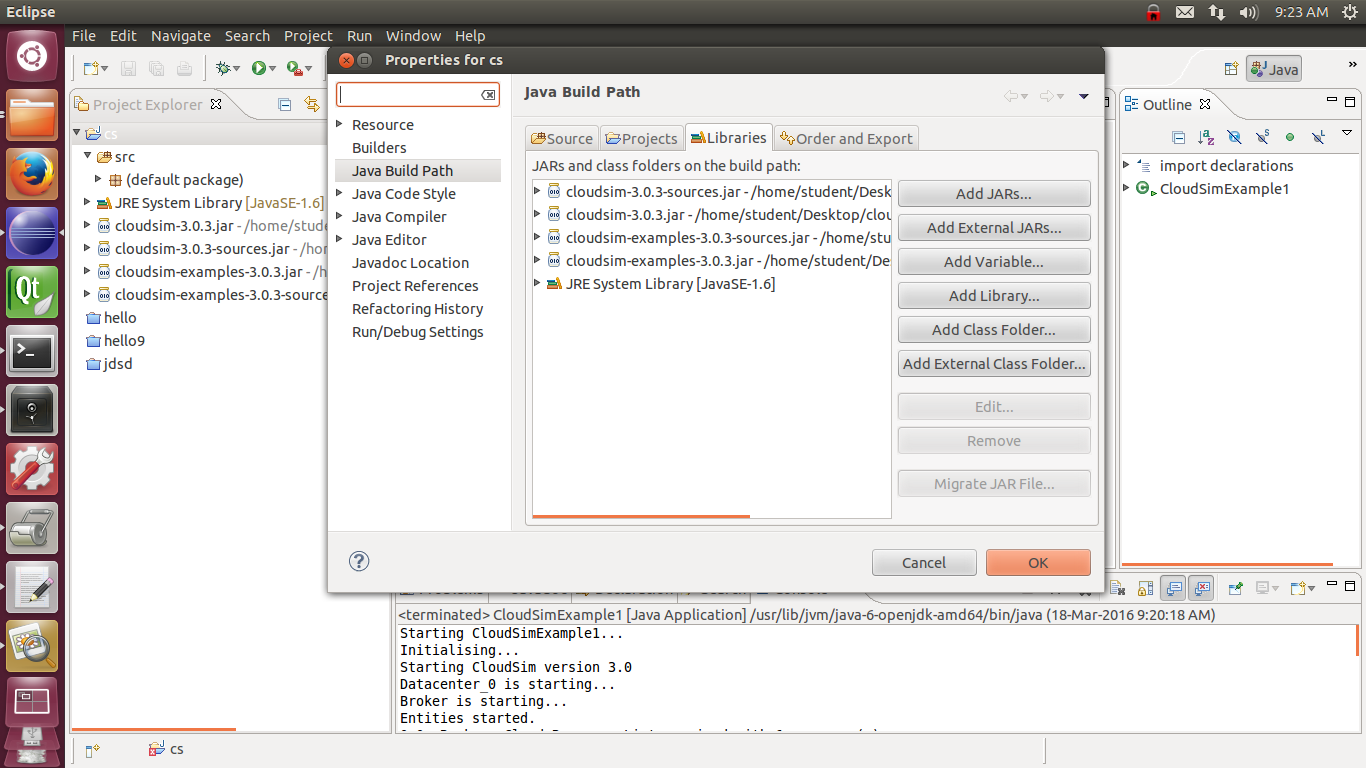 Eclipse
9:23 AM
File Edit Navigate Search Project Run Window Help
Properties for cs
Java
»
Project Explorer
cs
src
(default package)
JRE System Library [JavaSE-1.6]
cloudsim-3.0.3.jar - /home/stude
cloudsim-3.0.3-sources.jar - /hom
cloudsim-examples-3.0.3.jar - /h
cloudsim-examples-3.0.3-source
hello
hello9
jdsd
Resource
Builders
Java Build Path
Java Code Style
Java Compiler
Java Editor
Javadoc Location
Project References
Refactoring History
Run/Debug Settings
Java Build Path
Source Projects Libraries Order and Export
JARs and class folders on the build path:
cloudsim-3.0.3-sources.jar - /home/student/Desk
cloudsim-3.0.3.jar - /home/student/Desktop/clou
cloudsim-examples-3.0.3-sources.jar - /home/stu
cloudsim-examples-3.0.3.jar - /home/student/De
JRE System Library [JavaSE-1.6]
Add JARs...
Add External JARs...
Add Variable...
Add Library...
Add Class Folder...
Add External Class Folder...
Edit...
Remove
Migrate JAR File...
?
Cancel
OK
Outline
import declarations
CloudSimExample1
<terminated> CloudSimExample1 [Java Application] /usr/lib/jvm/java-6-openjdk-amd64/bin/java (18-Mar-2016 9:20:18 AM)
Starting CloudSimExample1...
Initialising...
Starting CloudSim version 3.0
Datacenter_0 is starting...
Broker is starting...
Entities started.
Qt
cs